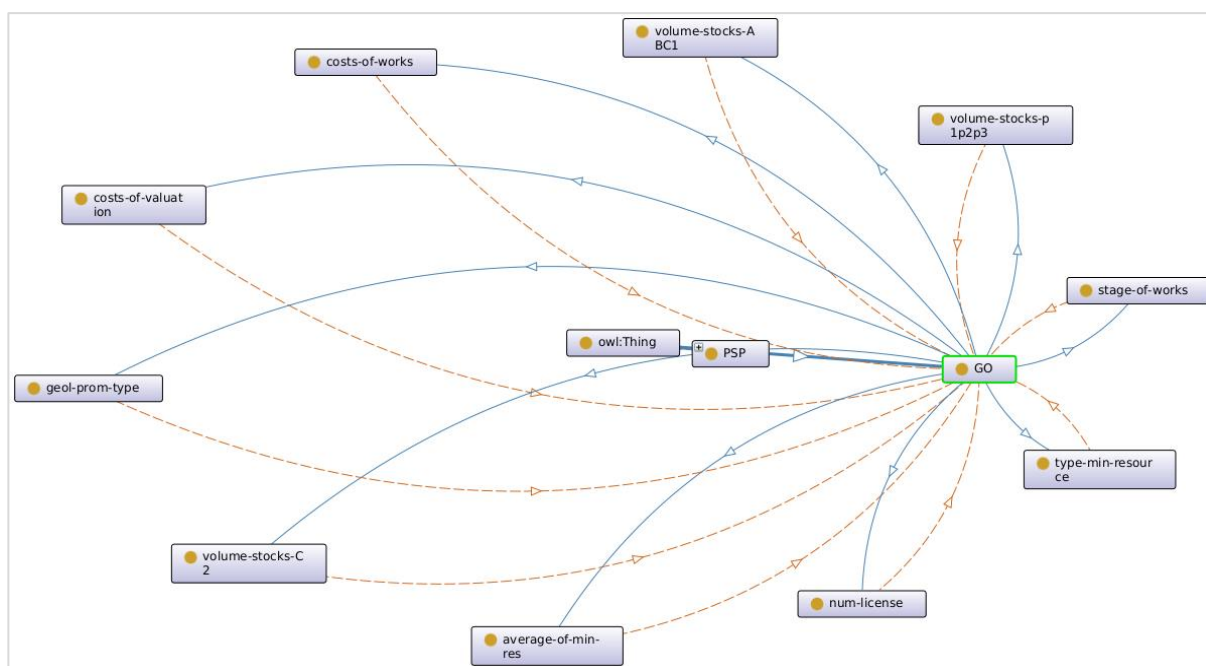 volume-stocks-A
BC1
costs-of-works
volume-stocks-p
1p2p3
costs-of-valuat
ion
stage-of-works
owl:Thing
PSP
GO
geol-prom-type
type-min-resour
ce
volume-stocks-C
2
num-license
average-of-min-
res